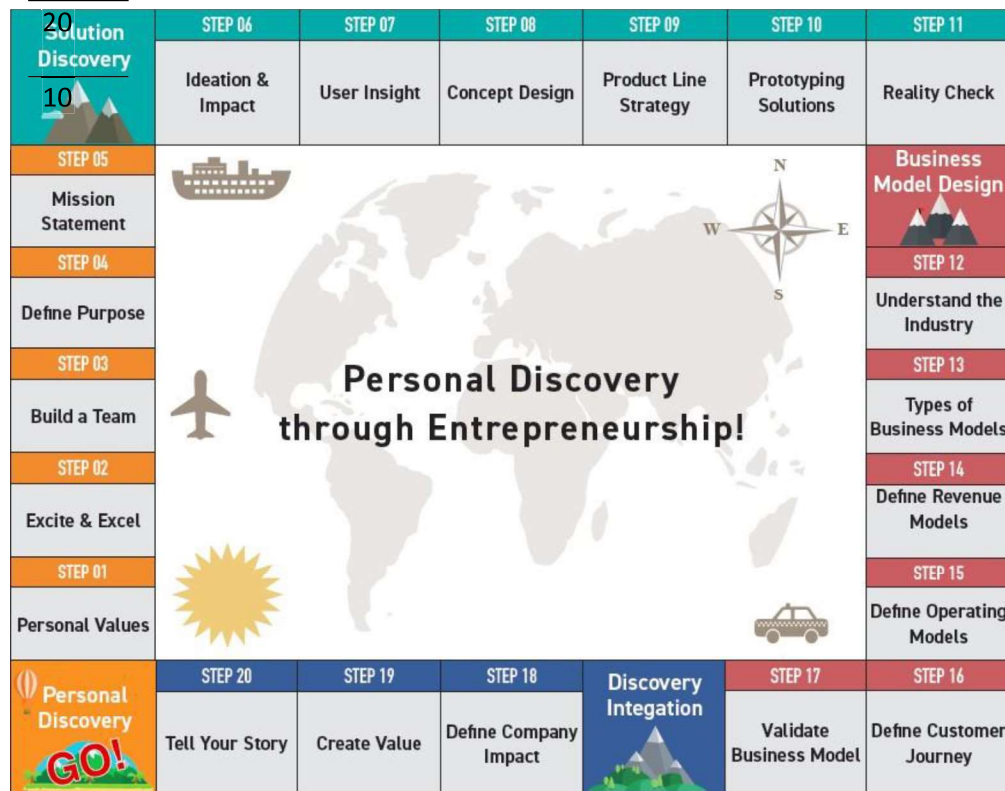 20
Solution
Discovery
10
STEP 06
Ideation &
Impact
STEP 07
User Insight
STEP 08
Concept Design
STEP 09
Product Line
Strategy
STEP 10
Prototyping
Solutions
STEP 11
Reality Check
STEP 05
Mission
Statement
STEP 04
Define Purpose
STEP 03
Build a Team
STEP 02
Excite & Excel
STEP 01
Personal Values
N
W
E
S
Personal Discovery
through Entrepreneurship!
Business
Model Design
STEP 12
Understand the
Industry
STEP 13
Types of
Business Models
STEP 14
Define Revenue
Models
STEP 15
Define Operating
Models
Personal
Discovery
GO!
STEP 20
Tell Your Story
STEP 19
Create Value
STEP 18
Define Company
Impact
Discovery
Integation
STEP 17
Validate
Business Model
STEP 16
Define Customer
Journey